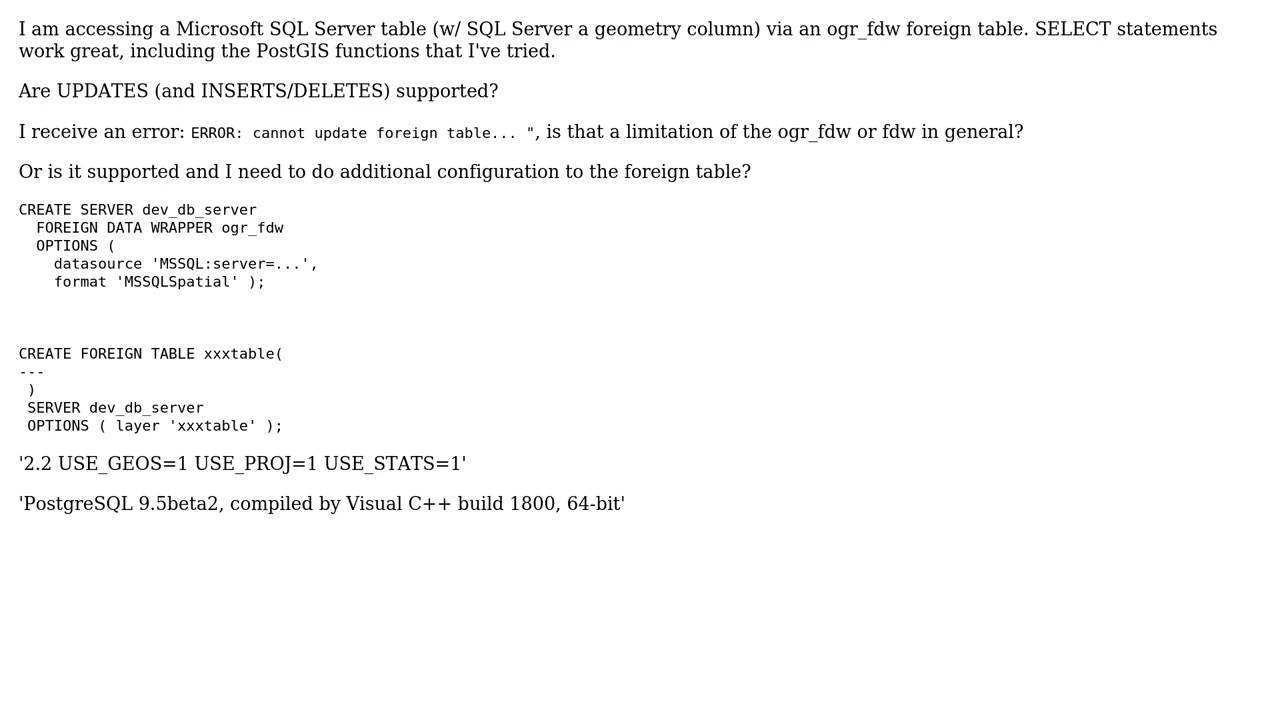 I am accessing a Microsoft SQL Server table (w/ SQL Server a geometry column) via an ogr_fdw foreign table. SELECT statements
work great, including the PostGIS functions that I've tried.
Are UPDATES (and INSERTS/DELETES) supported?
I receive an error: ERROR: cannot update foreign table... ", is that a limitation of the ogr_fdw or fdw in general?
Or is it supported and I need to do additional configuration to the foreign table?
CREATE SERVER dev_db_server
  FOREIGN DATA WRAPPER ogr_fdw
  OPTIONS (
    datasource 'MSSQL:server=...',
    format 'MSSQLSpatial' );
CREATE FOREIGN TABLE xxxtable(
---
 )
 SERVER dev_db_server
 OPTIONS ( layer 'xxxtable' );
'2.2 USE_GEOS=1 USE_PROJ=1 USE_STATS=1'
'PostgreSQL 9.5beta2, compiled by Visual C++ build 1800, 64-bit'